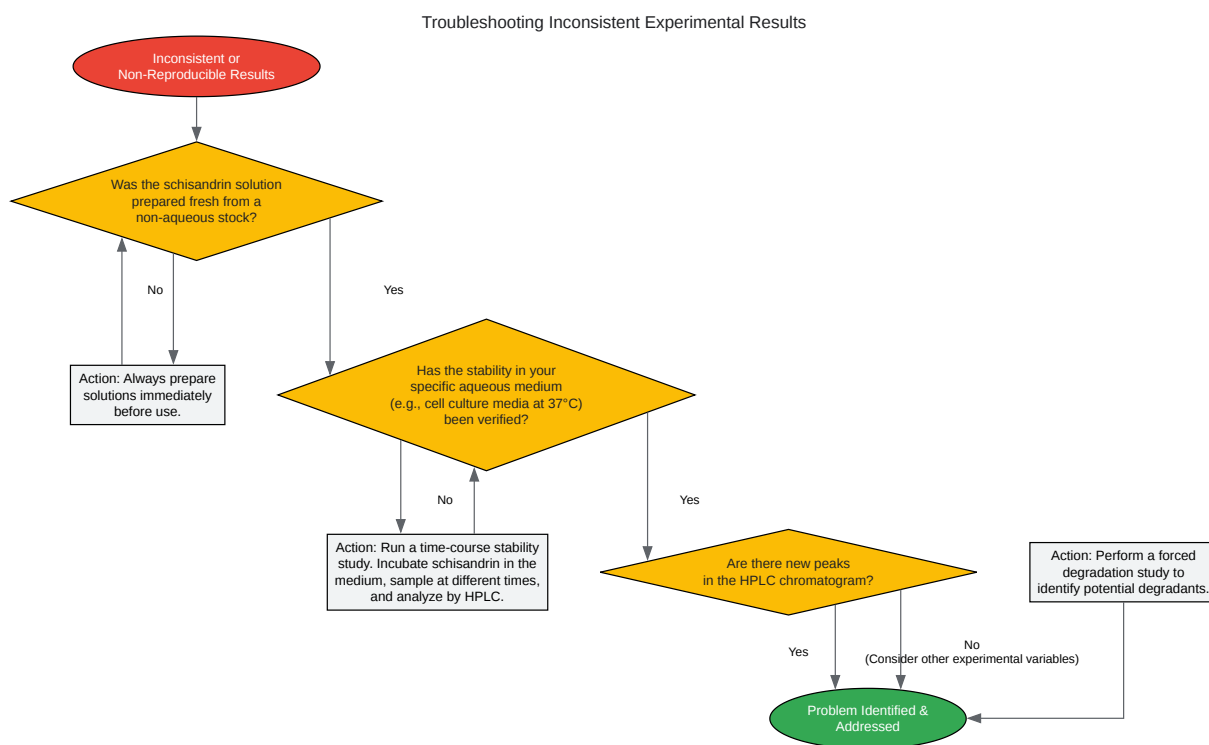 Troubleshooting Inconsistent Experimental Results
Inconsistent or
Non-Reproducible Results
Was the schisandrin solution
prepared fresh from a
non-aqueous stock?
No
Yes
Action: Always prepare
solutions immediately
before use.
Has the stability in your
specific aqueous medium
(e.g., cell culture media at 37°C)
been verified?
No
Yes
Action: Run a time-course stability
study. Incubate schisandrin in the
medium, sample at different times,
and analyze by HPLC.
Are there new peaks
in the HPLC chromatogram?
Action: Perform a forced
degradation study to
identify potential degradants.
Yes
No
(Consider other experimental variables)
Problem Identified &
Addressed